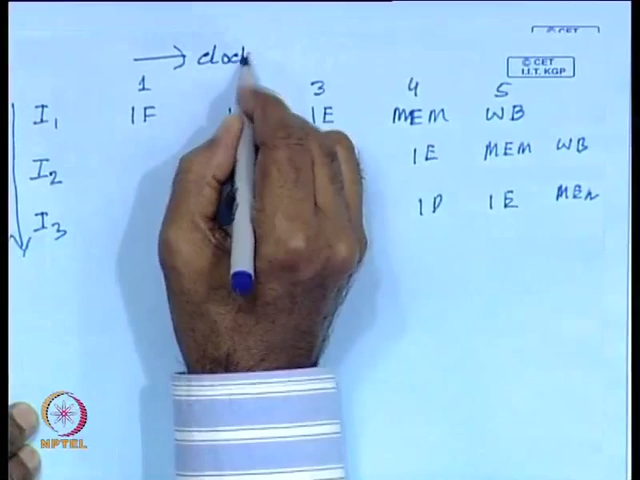 → clock
© CET
© CET
I.I.T. KGP
1 3 4 5
I1 IF IE MEM WB
I2 IE MEM WB
I3 ID IE MEM
NPTEL